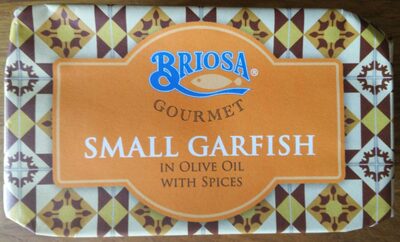 BRIOSA®
GOURMET
SMALL GARFISH
IN OLIVE OIL
WITH SPICES